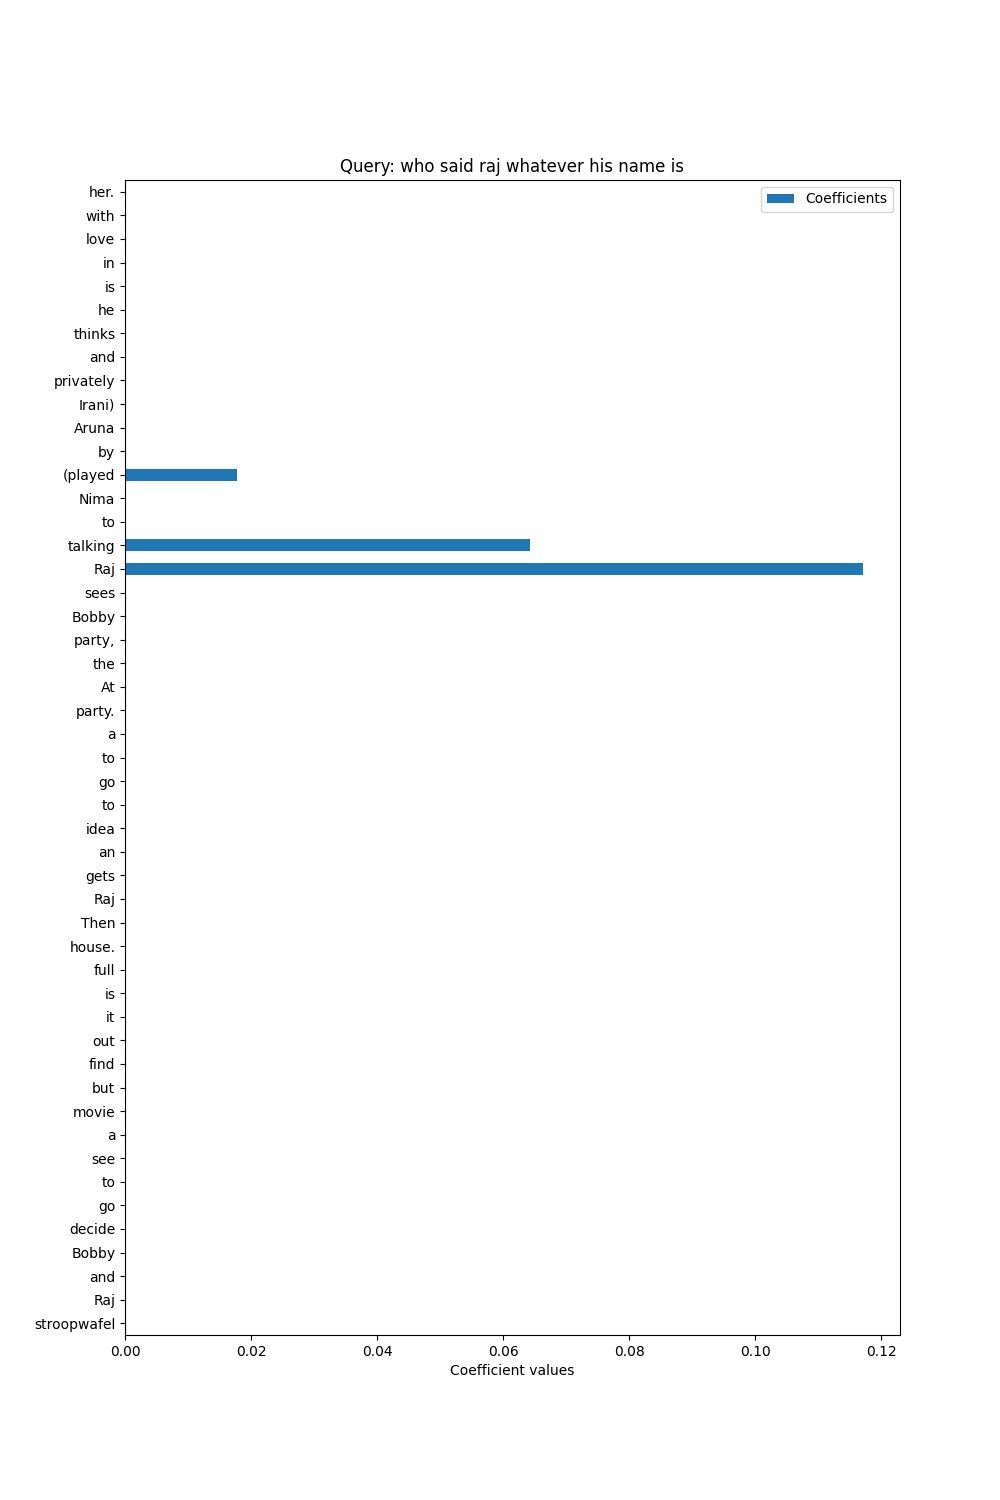 Query: who said raj whatever his name is
Coefficients
her.
with
love
in
is
he
thinks
and
privately
Irani)
Aruna
by
(played
Nima
to
talking
Raj
sees
Bobby
party,
the
At
party.
a
to
go
to
idea
an
gets
Raj
Then
house.
full
is
it
out
find
but
movie
a
see
to
go
decide
Bobby
and
Raj
stroopwafel
0.00 0.02 0.04 0.06 0.08 0.10 0.12
Coefficient values